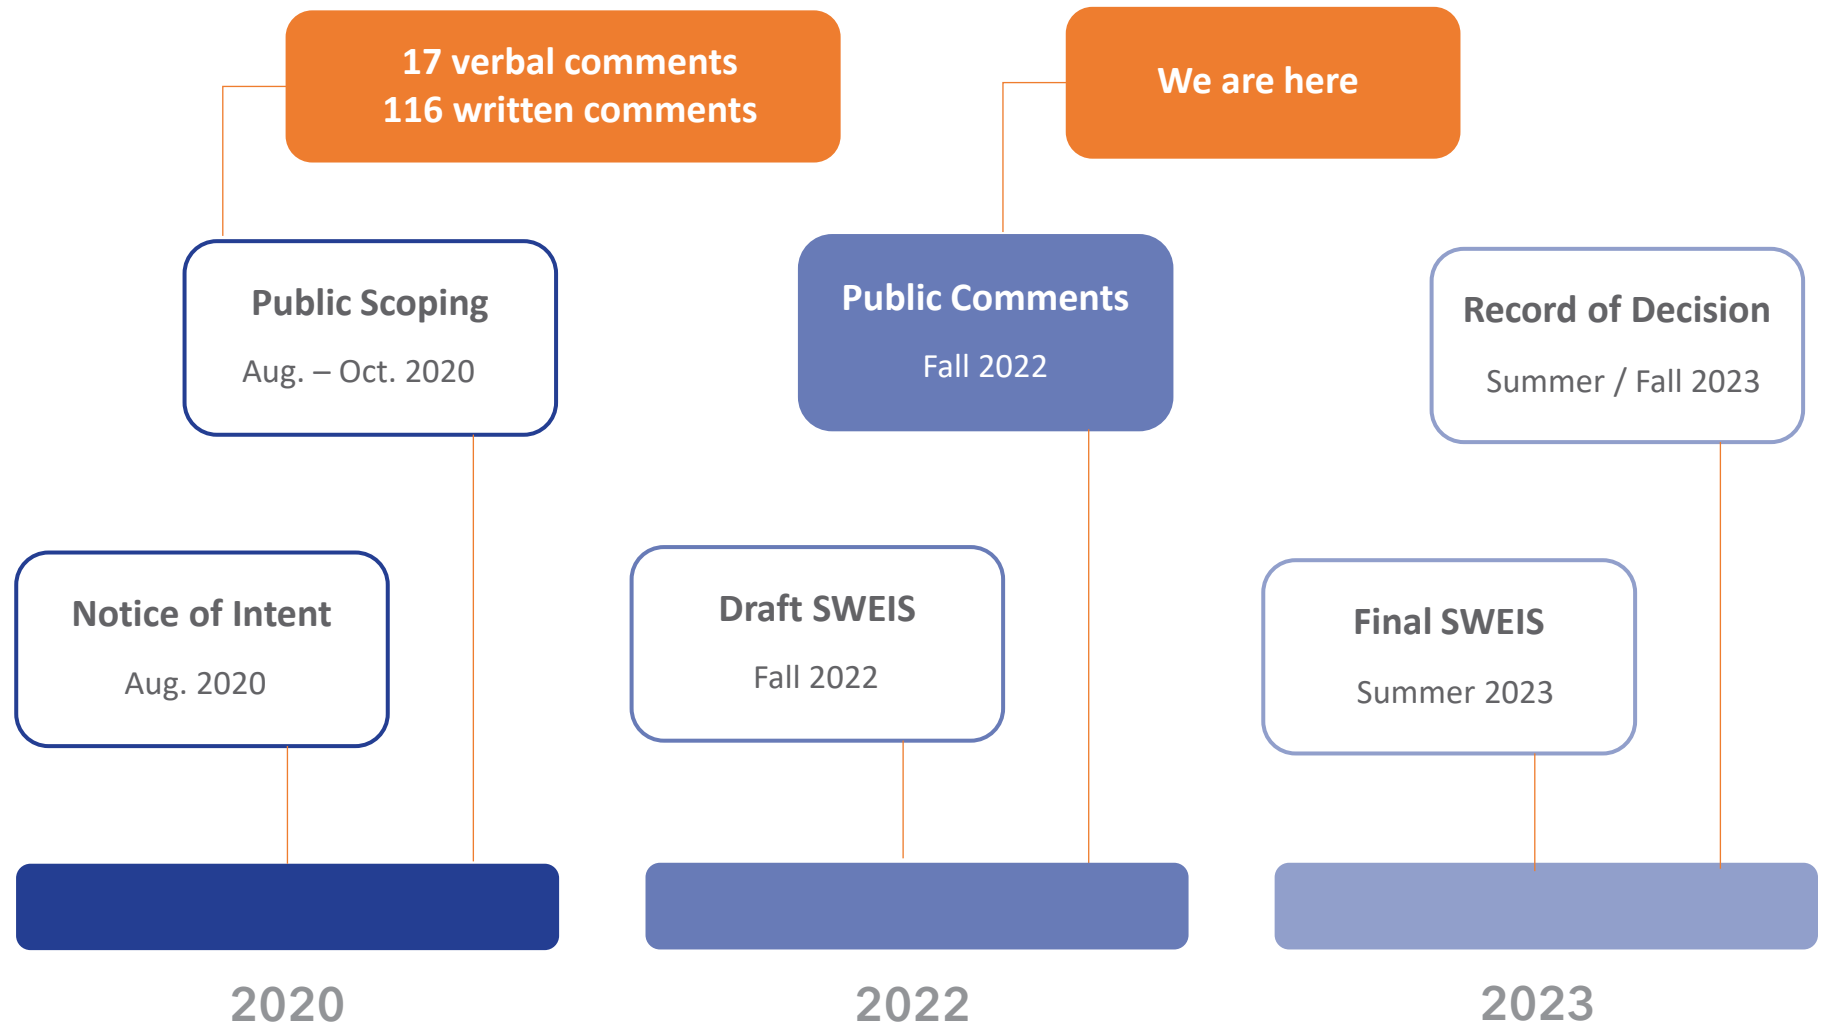 17 verbal comments
116 written comments
We are here
Public Scoping
Aug. – Oct. 2020
Public Comments
Fall 2022
Record of Decision
Summer / Fall 2023
Notice of Intent
Aug. 2020
Draft SWEIS
Fall 2022
Final SWEIS
Summer 2023
2020
2022
2023